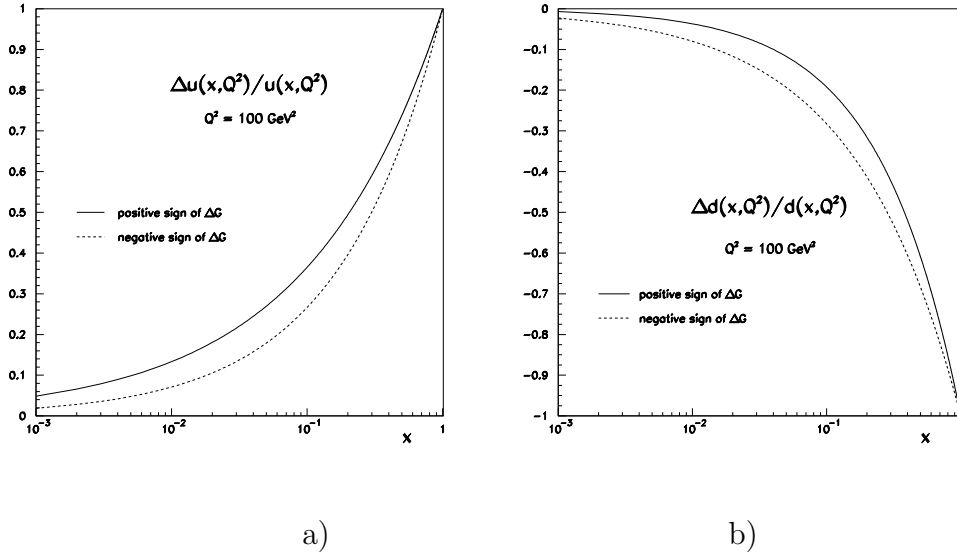 1
0.9
0.8
0.7
0.6
0.5
0.4
0.3
0.2
0.1
0
Δu(x,Q²)/u(x,Q²)
Q² = 100 GeV²
positive sign of ΔG
negative sign of ΔG
10⁻³ 10⁻² 10⁻¹ 1
x
a)
0
−0.1
−0.2
−0.3
−0.4
−0.5
−0.6
−0.7
−0.8
−0.9
−1
Δd(x,Q²)/d(x,Q²)
Q² = 100 GeV²
positive sign of ΔG
negative sign of ΔG
10⁻³ 10⁻² 10⁻¹
x
b)